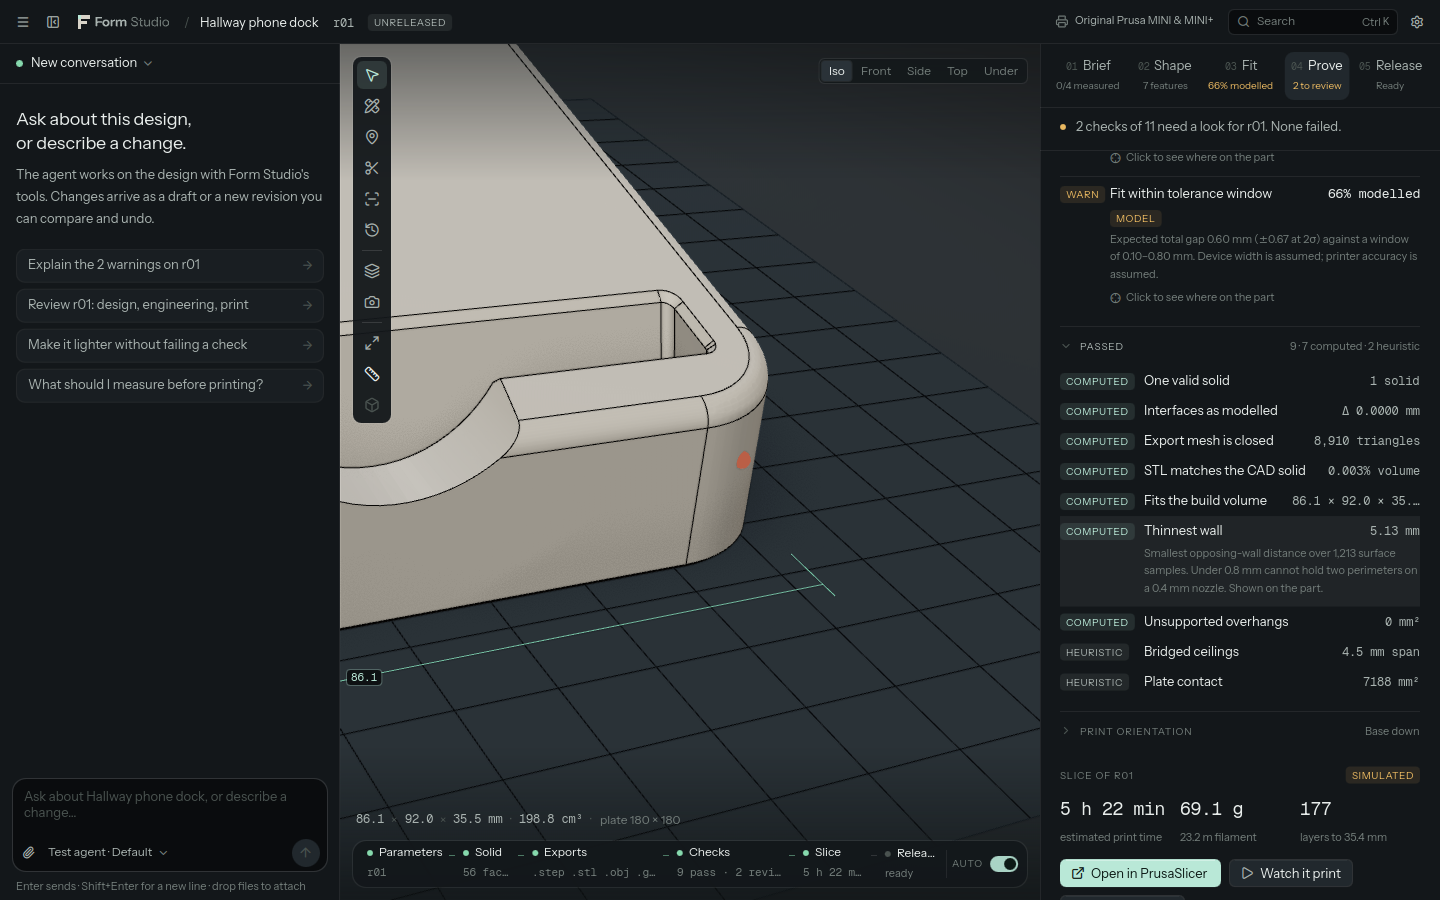 Form Studio / Hallway phone dock r01 UNRELEASED
Original Prusa MINI & MINI+
Search Ctrl K
New conversation
Ask about this design,
or describe a change.
The agent works on the design with Form Studio's
tools. Changes arrive as a draft or a new revision you
can compare and undo.
Explain the 2 warnings on r01
Review r01: design, engineering, print
Make it lighter without failing a check
What should I measure before printing?
Ask about Hallway phone dock, or describe a
change...
Test agent · Default
Enter sends · Shift+Enter for a new line · drop files to attach
Iso Front Side Top Under
86.1
86.1 × 92.0 × 35.5 mm · 198.8 cm³ · plate 180 × 180
Parameters Solid Exports Checks Slice Relea...
r01 56 fac... .step .stl .obj .g... 9 pass · 2 revi... 5 h 22 m... ready
AUTO
01 Brief 02 Shape 03 Fit 04 Prove 05 Release
0/4 measured 7 features 66% modelled 2 to review Ready
2 checks of 11 need a look for r01. None failed.
Click to see where on the part
WARN Fit within tolerance window 66% modelled
MODEL
Expected total gap 0.60 mm (±0.67 at 2σ) against a window
of 0.10–0.80 mm. Device width is assumed; printer accuracy is
assumed.
Click to see where on the part
PASSED 9 · 7 computed · 2 heuristic
COMPUTED One valid solid 1 solid
COMPUTED Interfaces as modelled Δ 0.0000 mm
COMPUTED Export mesh is closed 8,910 triangles
COMPUTED STL matches the CAD solid 0.003% volume
COMPUTED Fits the build volume 86.1 × 92.0 × 35....
COMPUTED Thinnest wall 5.13 mm
Smallest opposing-wall distance over 1,213 surface
samples. Under 0.8 mm cannot hold two perimeters on
a 0.4 mm nozzle. Shown on the part.
COMPUTED Unsupported overhangs 0 mm²
HEURISTIC Bridged ceilings 4.5 mm span
HEURISTIC Plate contact 7188 mm²
PRINT ORIENTATION Base down
SLICE OF R01 SIMULATED
5 h 22 min 69.1 g 177
estimated print time 23.2 m filament layers to 35.4 mm
Open in PrusaSlicer Watch it print